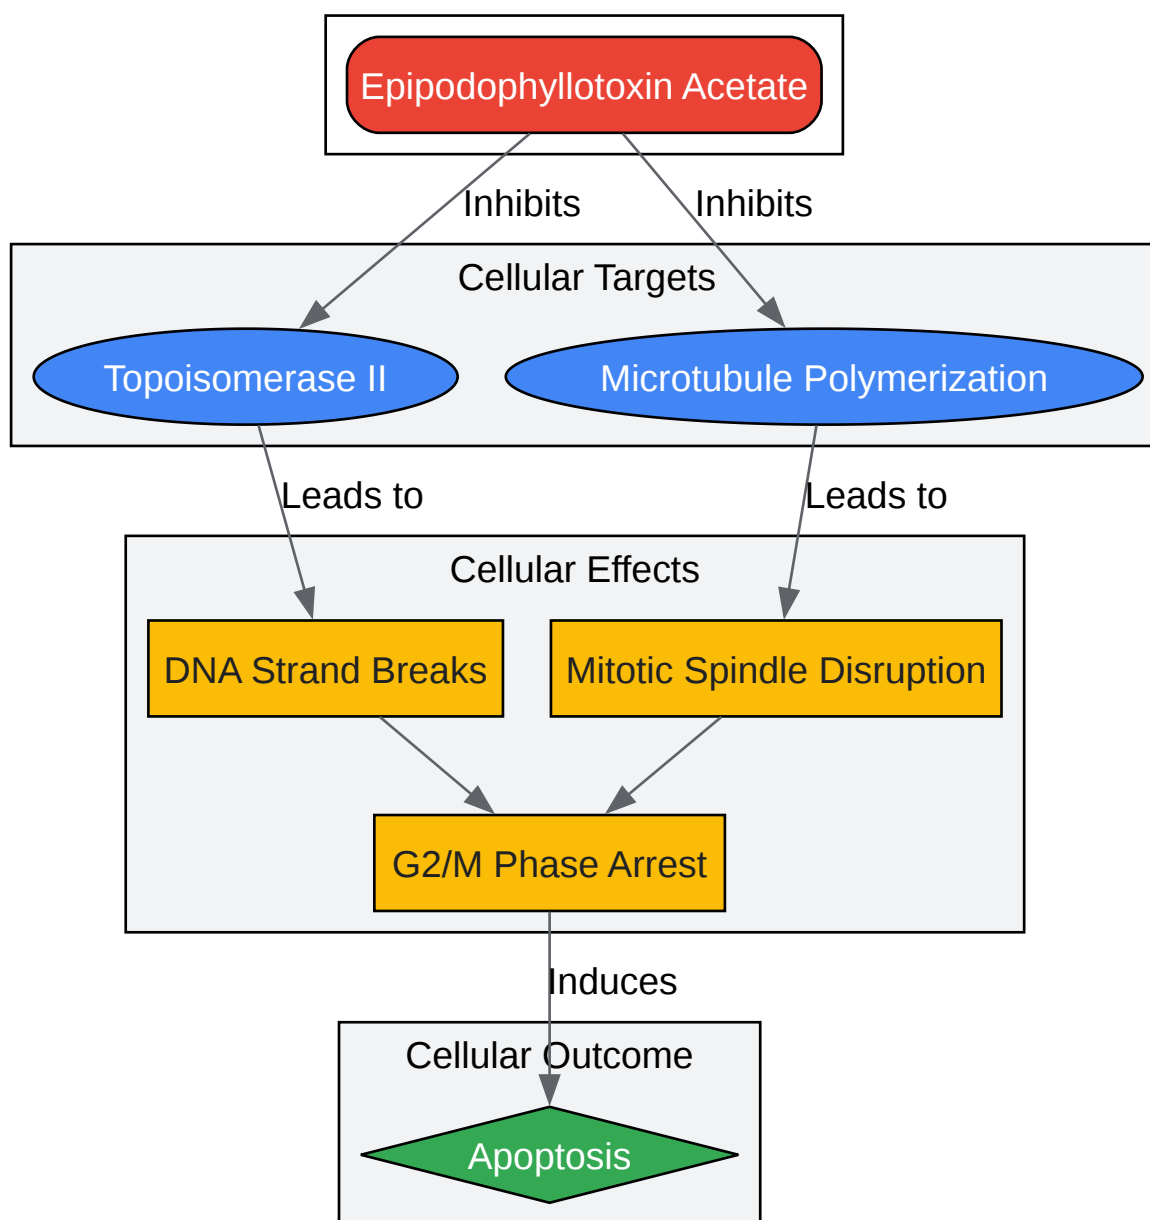 Epipodophyllotoxin Acetate
Inhibits
Inhibits
Cellular Targets
Topoisomerase II
Microtubule Polymerization
Leads to
Leads to
Cellular Effects
DNA Strand Breaks
Mitotic Spindle Disruption
G2/M Phase Arrest
Induces
Cellular Outcome
Apoptosis